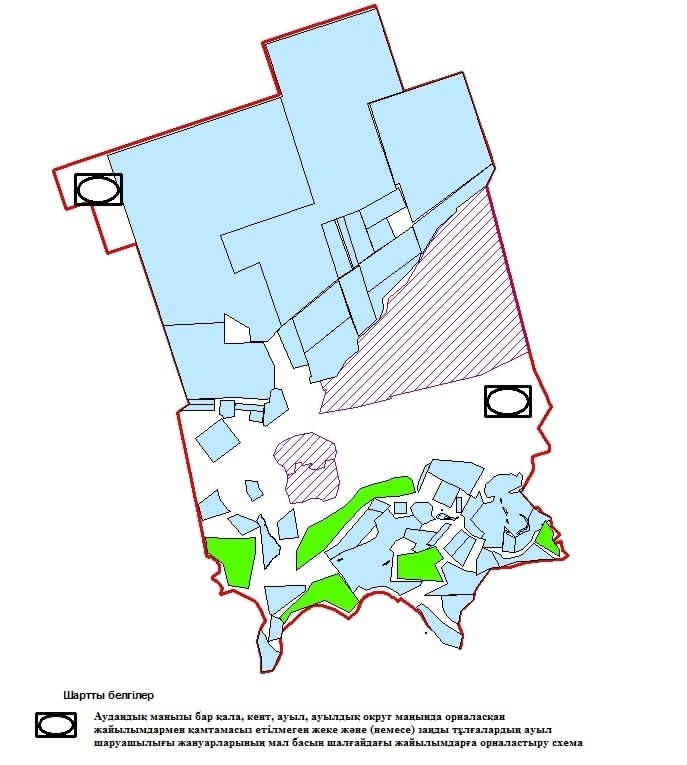 Шартты белгілер
Аудандық маңызы бар қала, кент, ауыл, ауылдық округ маңында орналасқан
жайылымдармен қамтамасыз етілмеген жеке және (немесе) заңды тұлғалардың ауыл
шаруашылығы жануарларының мал басын шалғайдағы жайылымдарға орналастыру схема